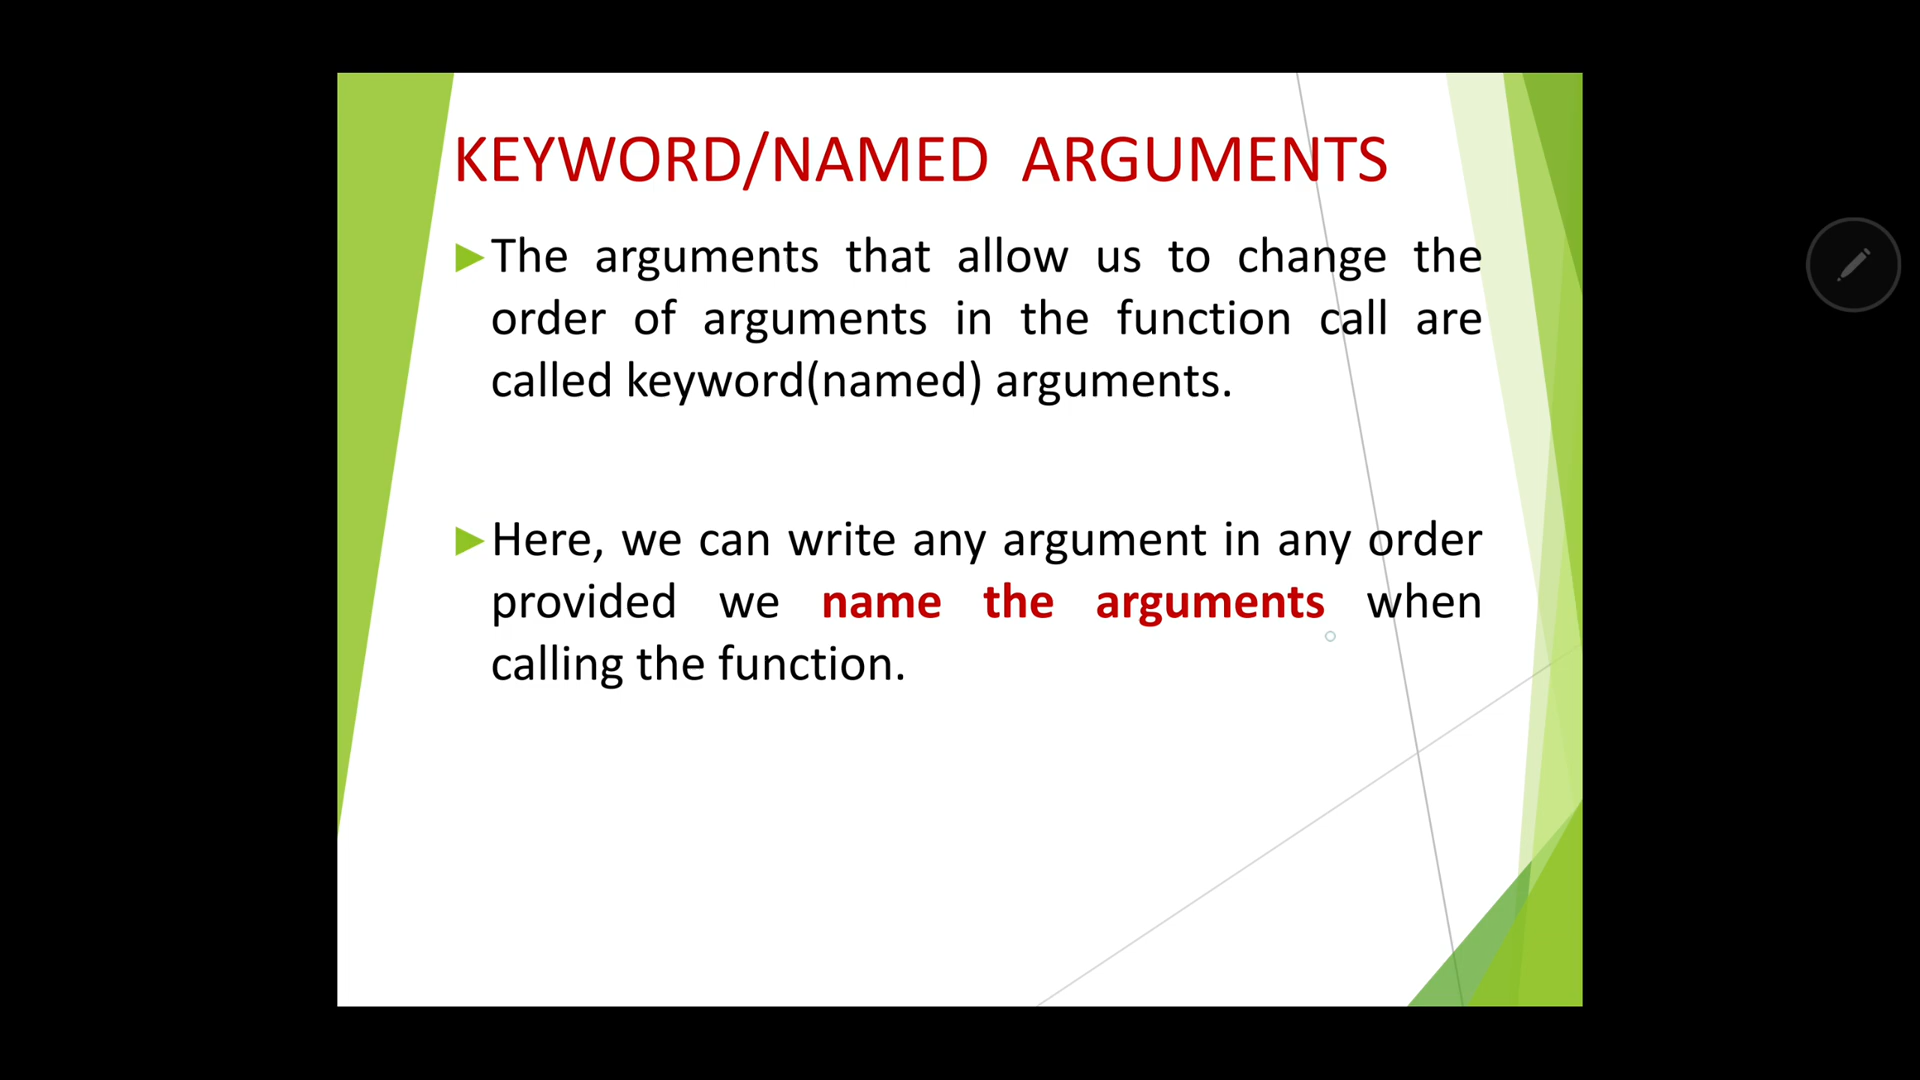 KEYWORD/NAMED ARGUMENTS
The arguments that allow us to change the
order of arguments in the function call are
called keyword(named) arguments.
Here, we can write any argument in any order
provided we name the arguments when
calling the function.